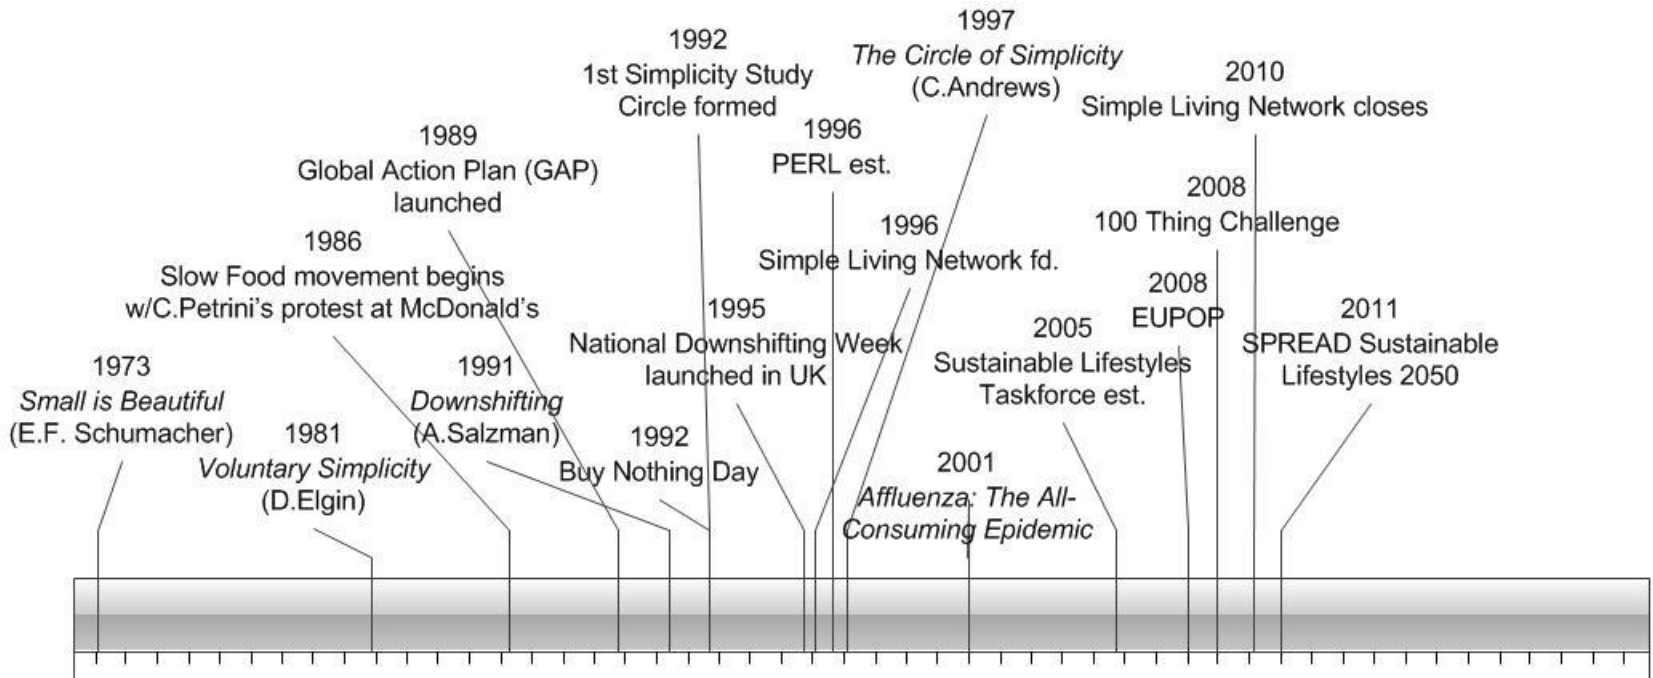 1973
Small is Beautiful
(E.F. Schumacher)
1981
Voluntary Simplicity
(D.Elgin)
1986
Slow Food movement begins
w/C.Petrini's protest at McDonald's
1989
Global Action Plan (GAP)
launched
1991
Downshifting
(A.Salzman)
1992
1st Simplicity Study
Circle formed
1992
Buy Nothing Day
1995
National Downshifting Week
launched in UK
1996
PERL est.
1996
Simple Living Network fd.
1997
The Circle of Simplicity
(C.Andrews)
2001
Affluenza: The All-
Consuming Epidemic
2005
Sustainable Lifestyles
Taskforce est.
2008
EUPOP
2008
100 Thing Challenge
2010
Simple Living Network closes
2011
SPREAD Sustainable
Lifestyles 2050